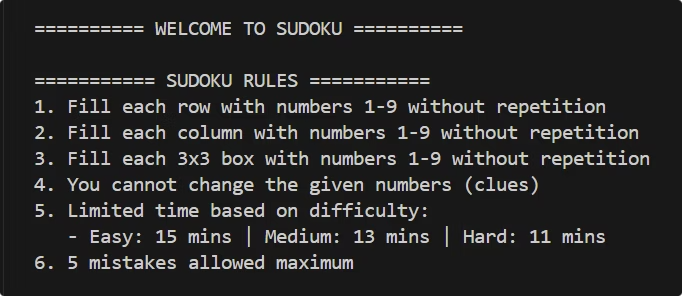 ========== WELCOME TO SUDOKU ==========
=========== SUDOKU RULES ===========
1. Fill each row with numbers 1-9 without repetition
2. Fill each column with numbers 1-9 without repetition
3. Fill each 3x3 box with numbers 1-9 without repetition
4. You cannot change the given numbers (clues)
5. Limited time based on difficulty:
   - Easy: 15 mins | Medium: 13 mins | Hard: 11 mins
6. 5 mistakes allowed maximum